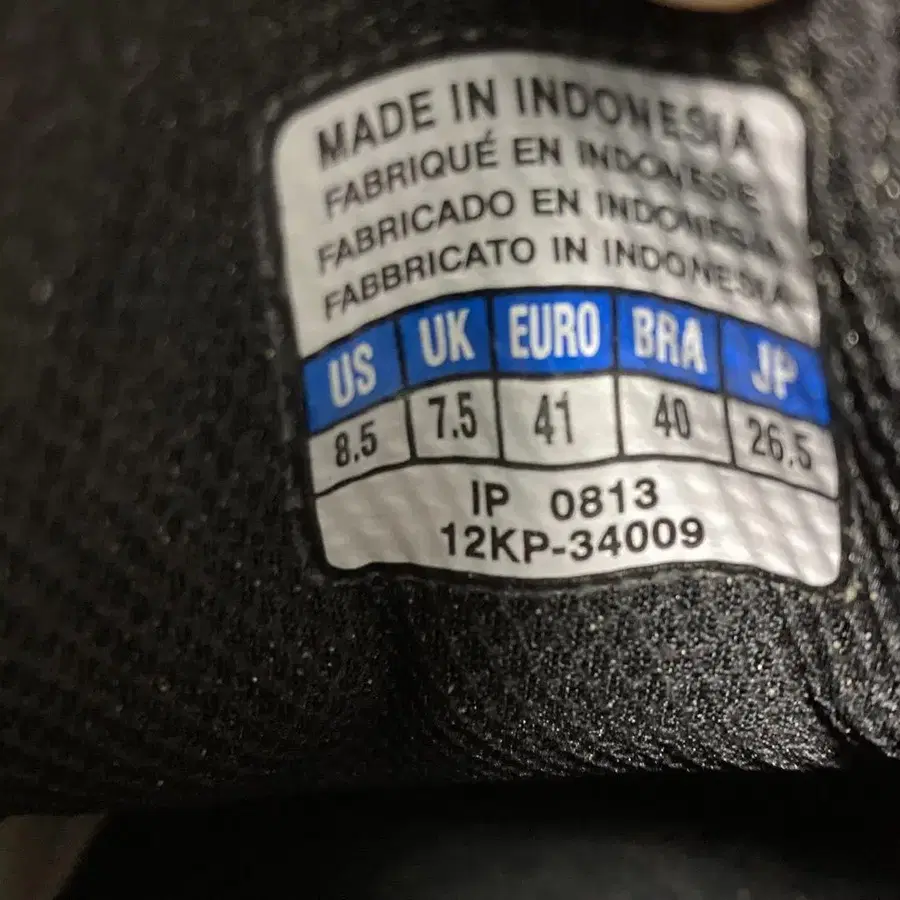 MADE IN INDONESIA
FABRIQUÉ EN INDONESIE
FABRICADO EN INDONESIA
FABBRICATO IN INDONESIA
US UK EURO BRA JP
8.5 7.5 41 40 26.5
IP 0813
12KP-34009